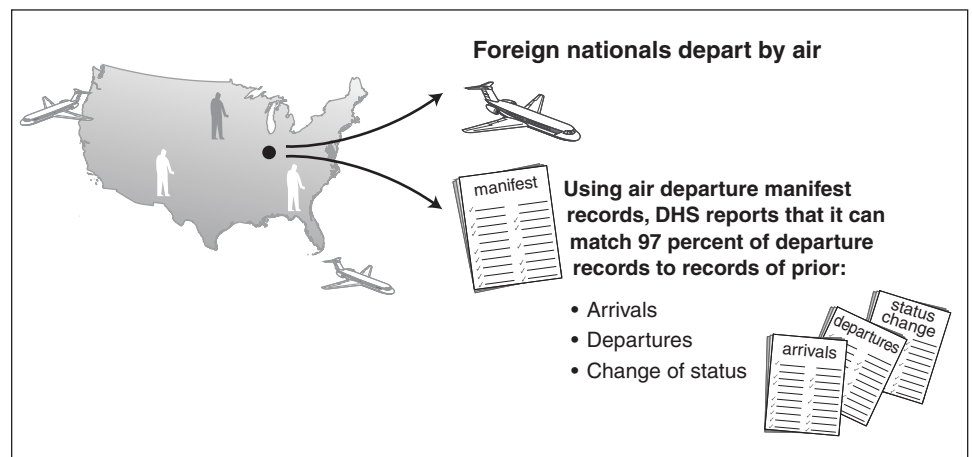 Foreign nationals depart by air
manifest
Using air departure manifest
records, DHS reports that it can
match 97 percent of departure
records to records of prior:
• Arrivals
• Departures
• Change of status
arrivals
departures
status
change